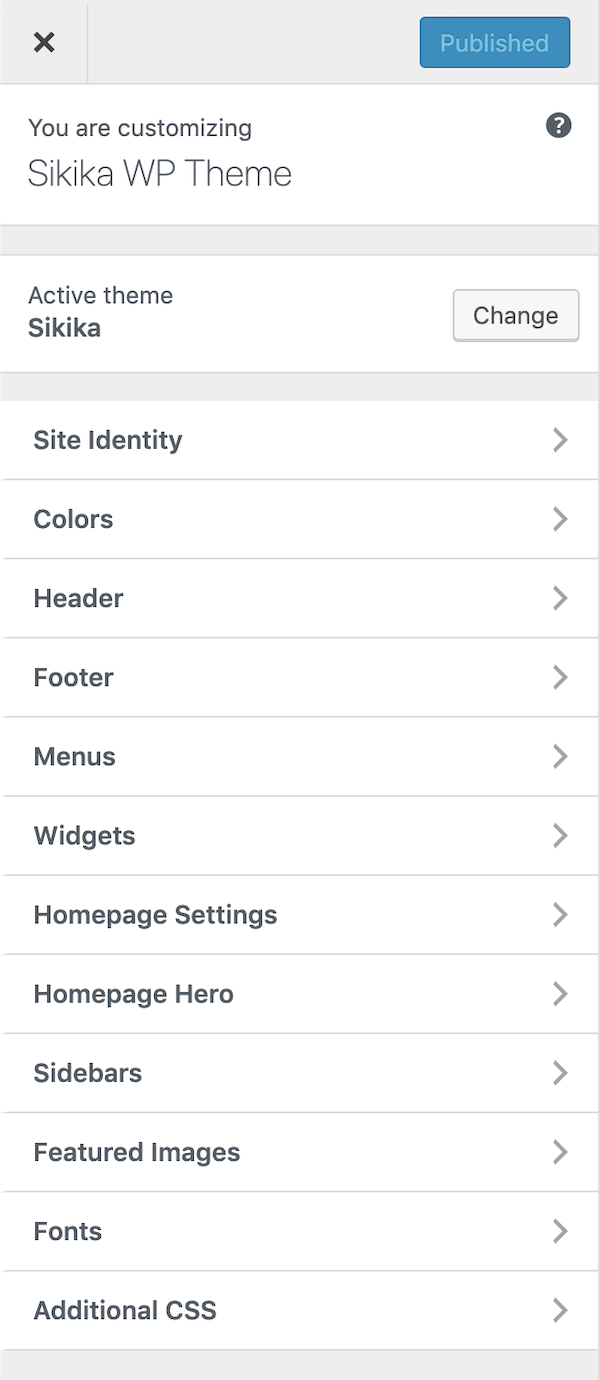 Published
You are customizing
Sikika WP Theme
Active theme
Sikika
Change
Site Identity
Colors
Header
Footer
Menus
Widgets
Homepage Settings
Homepage Hero
Sidebars
Featured Images
Fonts
Additional CSS